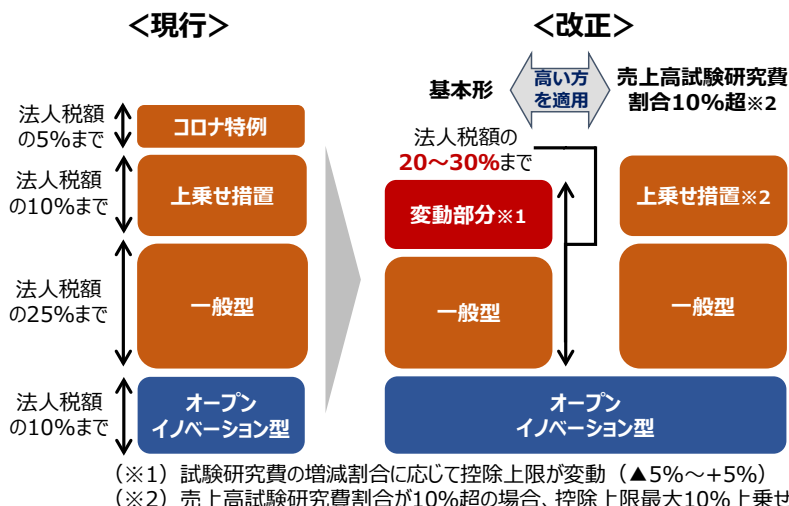 ＜現行＞
法人税額
の5%まで
コロナ特例
法人税額
の10%まで
上乗せ措置
法人税額
の25%まで
一般型
法人税額
の10%まで
オープン
イノベーション型
＜改正＞
基本形
高い方
を適用
売上高試験研究費
割合10%超※2
法人税額の
20～30%まで
変動部分※1
一般型
上乗せ措置※2
一般型
オープン
イノベーション型
（※1）試験研究費の増減割合に応じて控除上限が変動（▲5%～+5%）
（※2）売上高試験研究費割合が10%超の場合、控除上限最大10%上乗せ